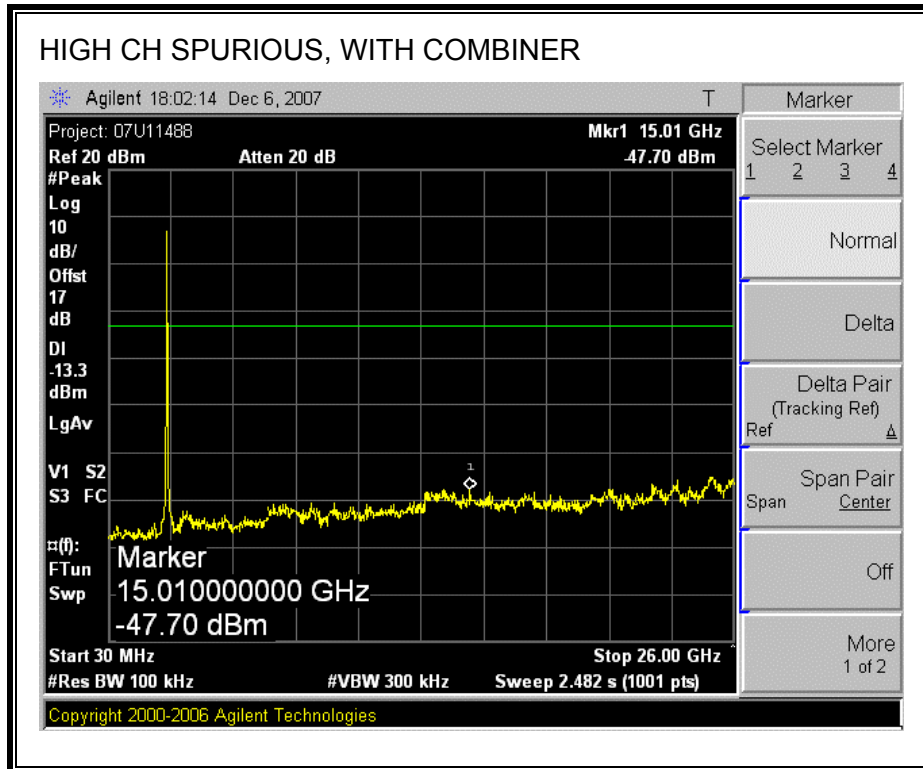 HIGH CH SPURIOUS, WITH COMBINER
Agilent 18:02:14 Dec 6, 2007 T
Project: 07U11488 Mkr1 15.01 GHz
Ref 20 dBm Atten 20 dB -47.70 dBm
#Peak
Log
10
dB/
Offst
17
dB
DI
-13.3
dBm
LgAv
V1 S2
S3 FC
¤(f):
FTun
Swp
1
Marker
15.010000000 GHz
-47.70 dBm
Start 30 MHz Stop 26.00 GHz
#Res BW 100 kHz #VBW 300 kHz Sweep 2.482 s (1001 pts)
Copyright 2000-2006 Agilent Technologies
Marker
Select Marker
1 2 3 4
Normal
Delta
Delta Pair
(Tracking Ref)
Ref Δ
Span Pair
Span Center
Off
More
1 of 2